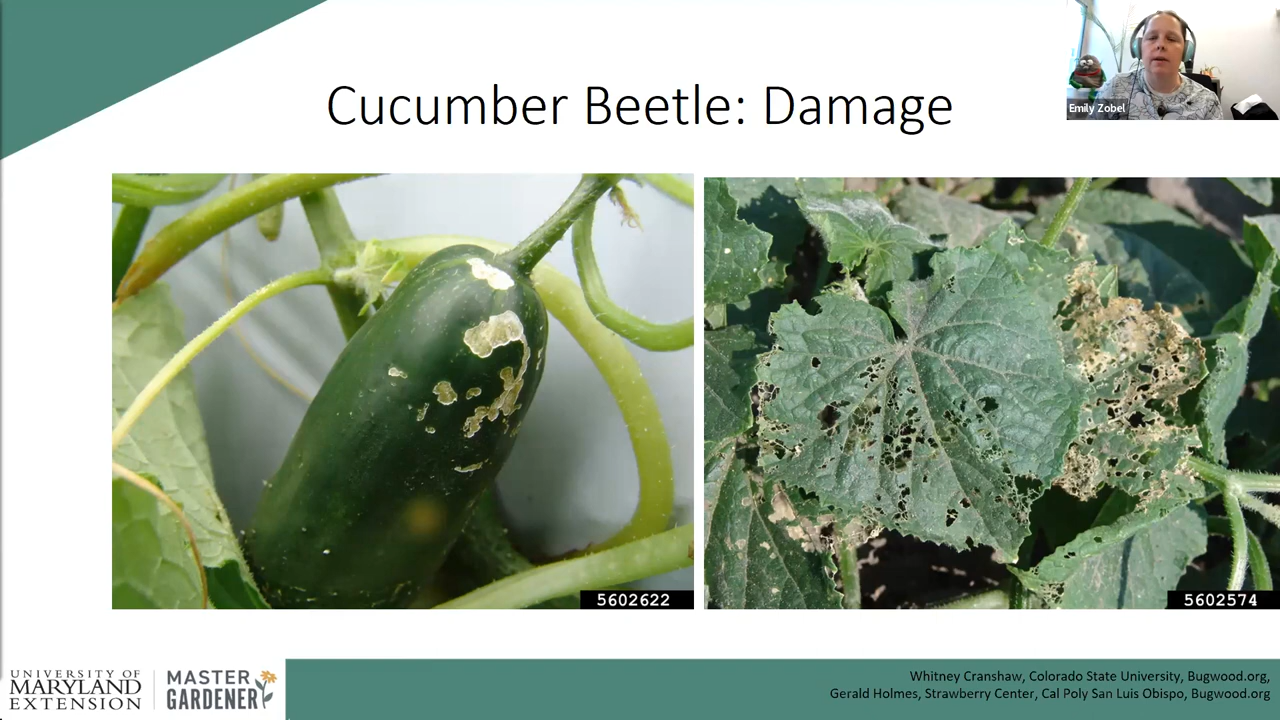 Cucumber Beetle: Damage
Emily Zobel
5602622
5602574
UNIVERSITY OF
MARYLAND
EXTENSION
MASTER
GARDENER
Whitney Cranshaw, Colorado State University, Bugwood.org,
Gerald Holmes, Strawberry Center, Cal Poly San Luis Obispo, Bugwood.org